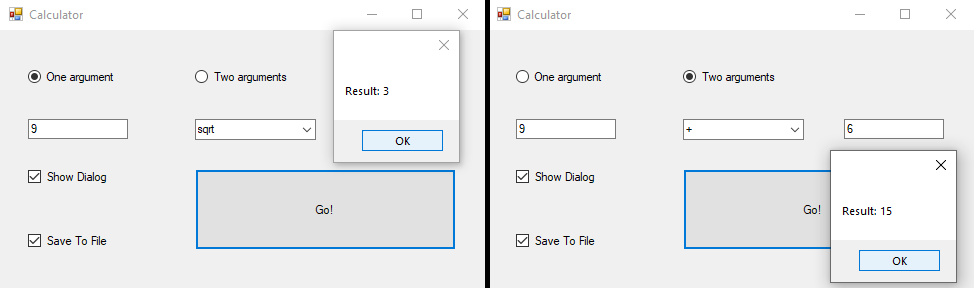 Calculator
One argument
Two arguments
Result: 3
9
sqrt
OK
Show Dialog
Go!
Save To File
Calculator
One argument
Two arguments
9
+
6
Show Dialog
Go!
Result: 15
Save To File
OK